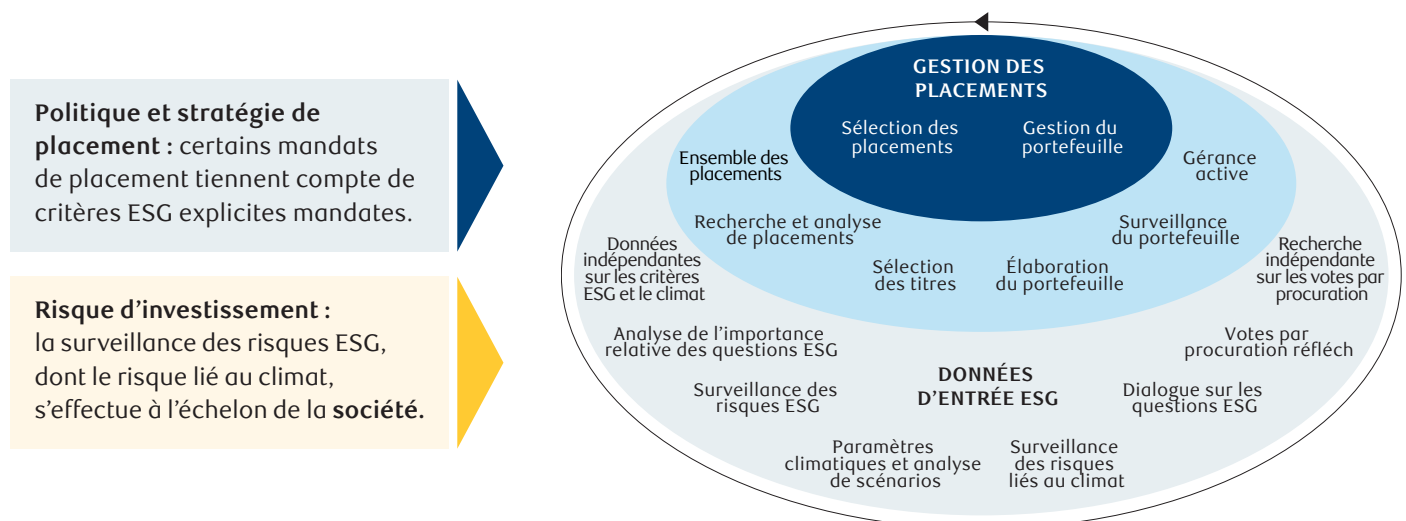 Politique et stratégie de
placement : certains mandats
de placement tiennent compte de
critères ESG explicites mandates.
Risque d’investissement :
la surveillance des risques ESG,
dont le risque lié au climat,
s’effectue à l’échelon de la société.
GESTION DES
PLACEMENTS
Sélection des
placements
Gestion du
portefeuille
Ensemble des
placements
Gérance
active
Recherche et analyse
de placements
Surveillance
du portefeuille
Sélection
des titres
Élaboration
du portefeuille
Données
indépendantes
sur les critères
ESG et le climat
Recherche
indépendante
sur les votes par
procuration
Analyse de l’importance
relative des questions ESG
Votes par
procuration réfléch
Surveillance des
risques ESG
DONNÉES
D’ENTRÉE ESG
Dialogue sur les
questions ESG
Paramètres
climatiques et analyse
de scénarios
Surveillance
des risques
liés au climat